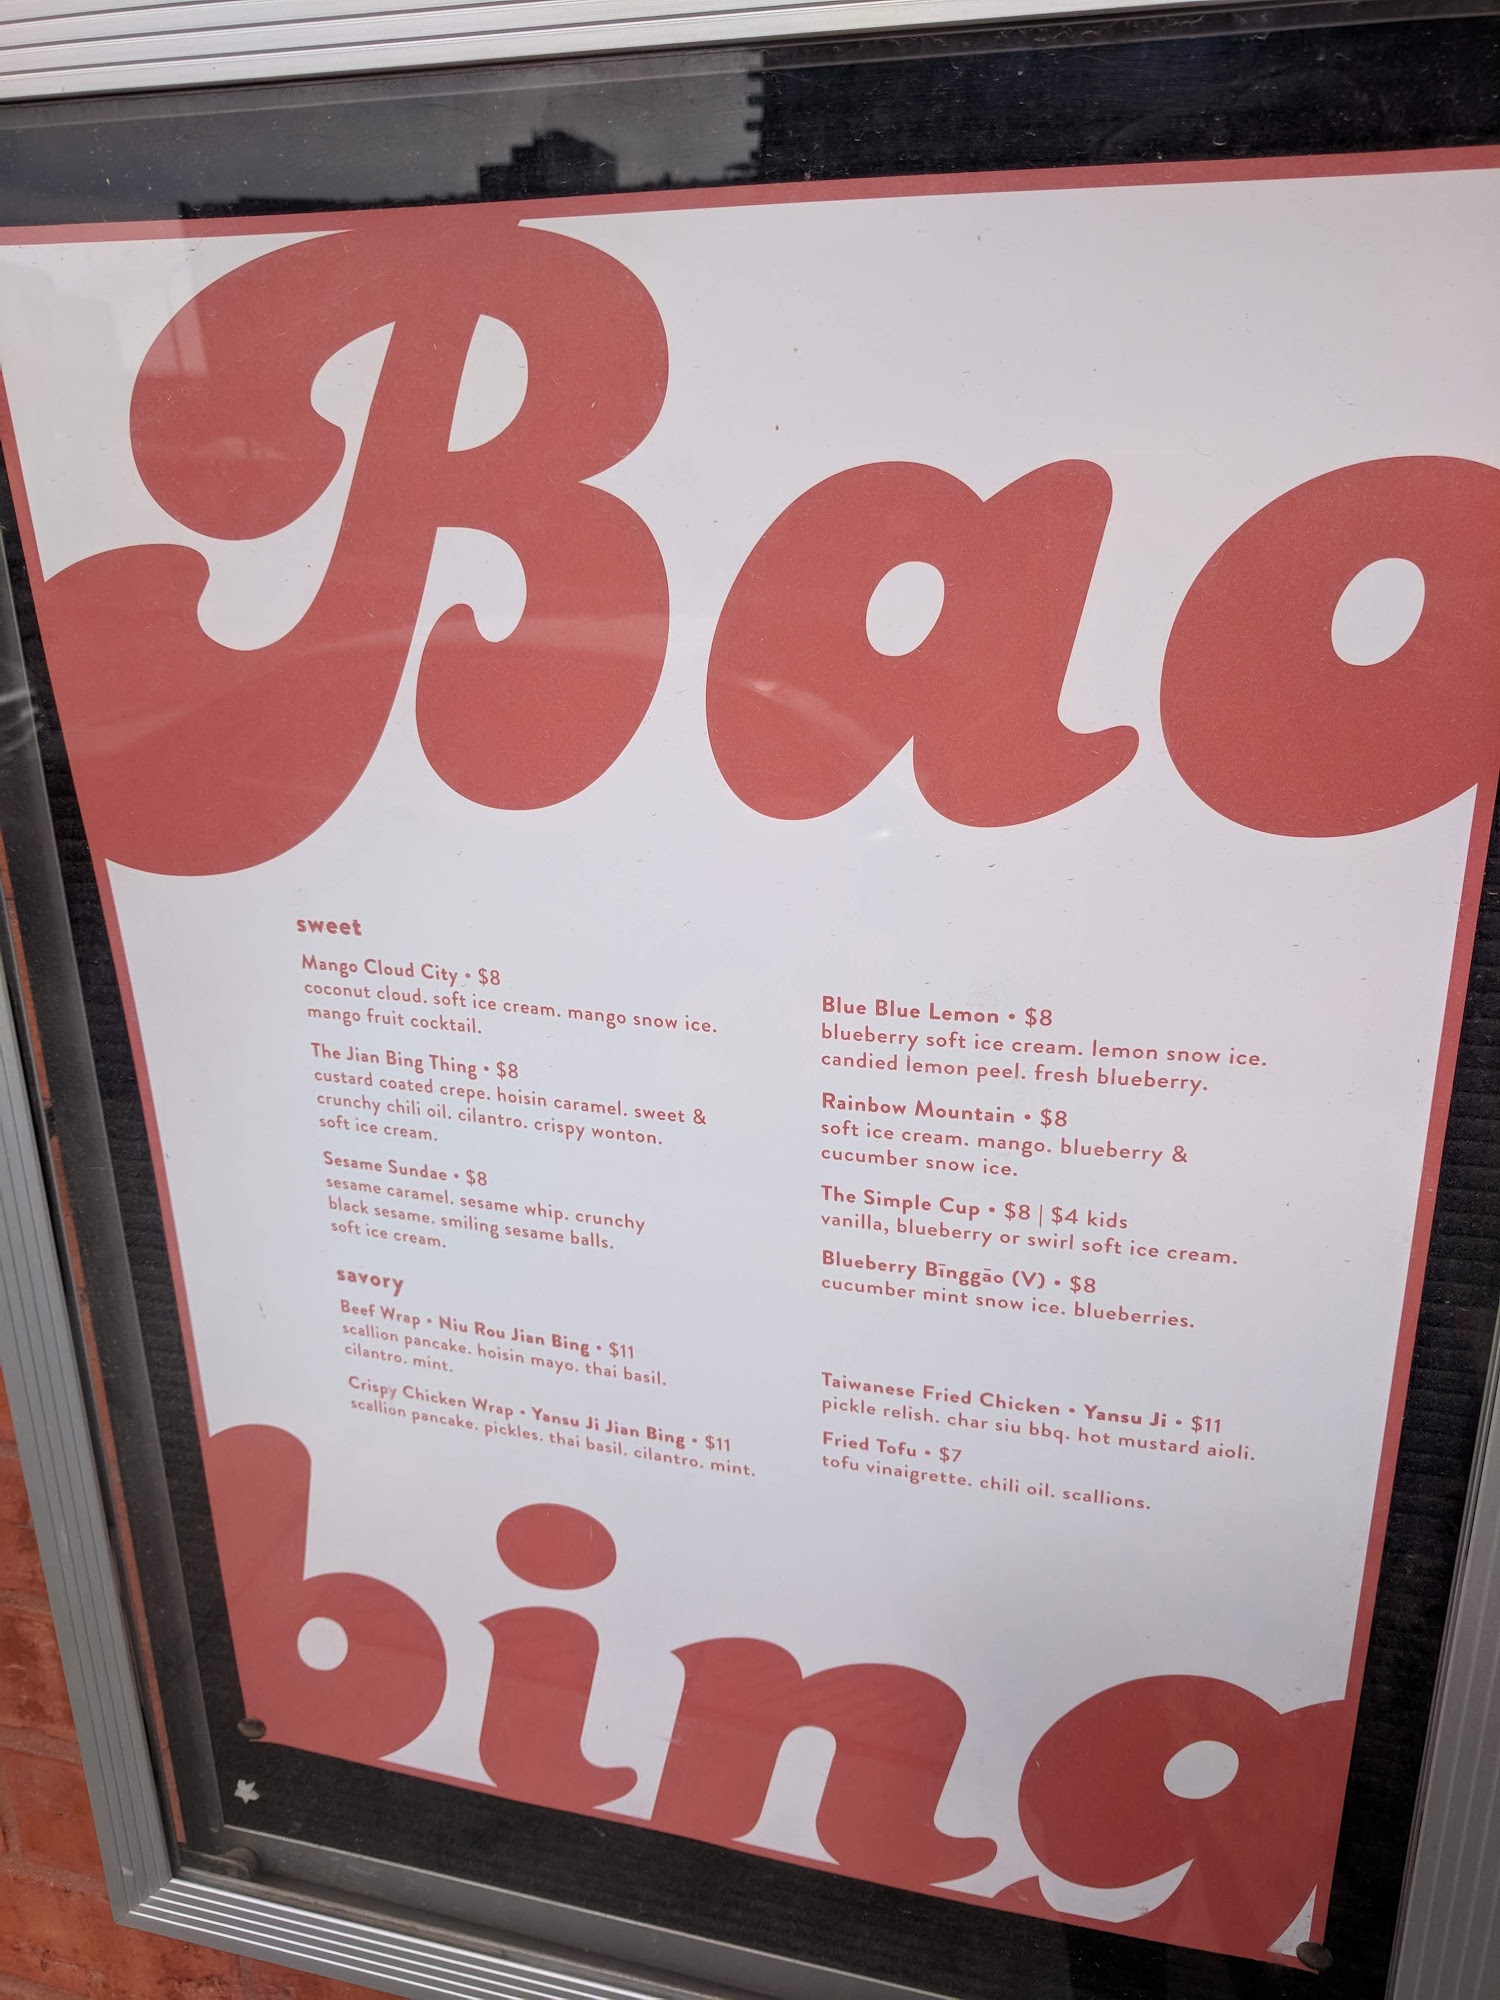 Bao
sweet
Mango Cloud City • $8
coconut cloud. soft ice cream. mango snow ice.
mango fruit cocktail.
The Jian Bing Thing • $8
custard coated crepe. hoisin caramel. sweet &
crunchy chili oil. cilantro. crispy wonton.
soft ice cream.
Sesame Sundae • $8
sesame caramel. sesame whip. crunchy
black sesame. smiling sesame balls.
soft ice cream.
Blue Blue Lemon • $8
blueberry soft ice cream. lemon snow ice.
candied lemon peel. fresh blueberry.
Rainbow Mountain • $8
soft ice cream. mango. blueberry &
cucumber snow ice.
The Simple Cup • $8 | $4 kids
vanilla, blueberry or swirl soft ice cream.
Blueberry Bīnggāo (V) • $8
cucumber mint snow ice. blueberries.
savory
Beef Wrap • Niu Rou Jian Bing • $11
scallion pancake. hoisin mayo. thai basil.
cilantro. mint.
Crispy Chicken Wrap • Yansu Ji Jian Bing • $11
scallion pancake. pickles. thai basil. cilantro. mint.
Taiwanese Fried Chicken • Yansu Ji • $11
pickle relish. char siu bbq. hot mustard aioli.
Fried Tofu • $7
tofu vinaigrette. chili oil. scallions.
bing